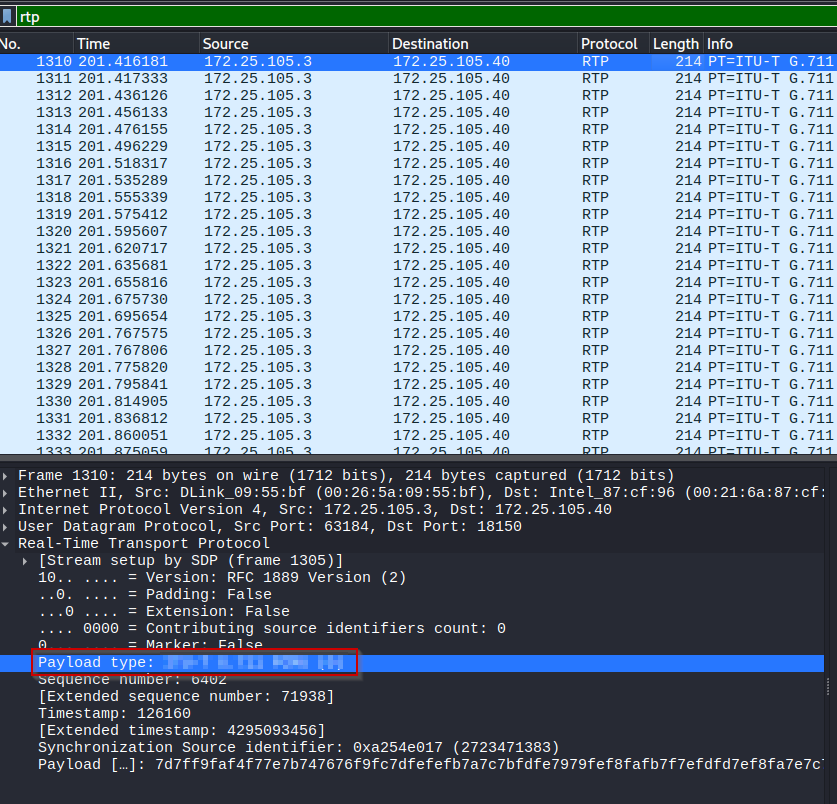 rtp
No. Time Source Destination Protocol Length Info
1310 201.416181 172.25.105.3 172.25.105.40 RTP 214 PT=ITU-T G.711
1311 201.417333 172.25.105.3 172.25.105.40 RTP 214 PT=ITU-T G.711
1312 201.436126 172.25.105.3 172.25.105.40 RTP 214 PT=ITU-T G.711
1313 201.456133 172.25.105.3 172.25.105.40 RTP 214 PT=ITU-T G.711
1314 201.476155 172.25.105.3 172.25.105.40 RTP 214 PT=ITU-T G.711
1315 201.496229 172.25.105.3 172.25.105.40 RTP 214 PT=ITU-T G.711
1316 201.518317 172.25.105.3 172.25.105.40 RTP 214 PT=ITU-T G.711
1317 201.535289 172.25.105.3 172.25.105.40 RTP 214 PT=ITU-T G.711
1318 201.555339 172.25.105.3 172.25.105.40 RTP 214 PT=ITU-T G.711
1319 201.575412 172.25.105.3 172.25.105.40 RTP 214 PT=ITU-T G.711
1320 201.595607 172.25.105.3 172.25.105.40 RTP 214 PT=ITU-T G.711
1321 201.620717 172.25.105.3 172.25.105.40 RTP 214 PT=ITU-T G.711
1322 201.635681 172.25.105.3 172.25.105.40 RTP 214 PT=ITU-T G.711
1323 201.655816 172.25.105.3 172.25.105.40 RTP 214 PT=ITU-T G.711
1324 201.675730 172.25.105.3 172.25.105.40 RTP 214 PT=ITU-T G.711
1325 201.695654 172.25.105.3 172.25.105.40 RTP 214 PT=ITU-T G.711
1326 201.767575 172.25.105.3 172.25.105.40 RTP 214 PT=ITU-T G.711
1327 201.767806 172.25.105.3 172.25.105.40 RTP 214 PT=ITU-T G.711
1328 201.775820 172.25.105.3 172.25.105.40 RTP 214 PT=ITU-T G.711
1329 201.795841 172.25.105.3 172.25.105.40 RTP 214 PT=ITU-T G.711
1330 201.814905 172.25.105.3 172.25.105.40 RTP 214 PT=ITU-T G.711
1331 201.836812 172.25.105.3 172.25.105.40 RTP 214 PT=ITU-T G.711
1332 201.860051 172.25.105.3 172.25.105.40 RTP 214 PT=ITU-T G.711
1333 201.875059 172.25.105.3 172.25.105.40 RTP 214 PT=ITU-T G.711
Frame 1310: 214 bytes on wire (1712 bits), 214 bytes captured (1712 bits)
Ethernet II, Src: DLink_09:55:bf (00:26:5a:09:55:bf), Dst: Intel_87:cf:96 (00:21:6a:87:cf:
Internet Protocol Version 4, Src: 172.25.105.3, Dst: 172.25.105.40
User Datagram Protocol, Src Port: 63184, Dst Port: 18150
Real-Time Transport Protocol
[Stream setup by SDP (frame 1305)]
10.. .... = Version: RFC 1889 Version (2)
..0. .... = Padding: False
...0 .... = Extension: False
.... 0000 = Contributing source identifiers count: 0
0... .... = Marker: False
Payload type:
Sequence number: 6402
[Extended sequence number: 71938]
Timestamp: 126160
[Extended timestamp: 4295093456]
Synchronization Source identifier: 0xa254e017 (2723471383)
Payload […]: 7d7ff9faf4f77e7b747676f9fc7dfefefb7a7c7bfdfe7979fef8fafb7f7efdfd7ef8fa7e7c7